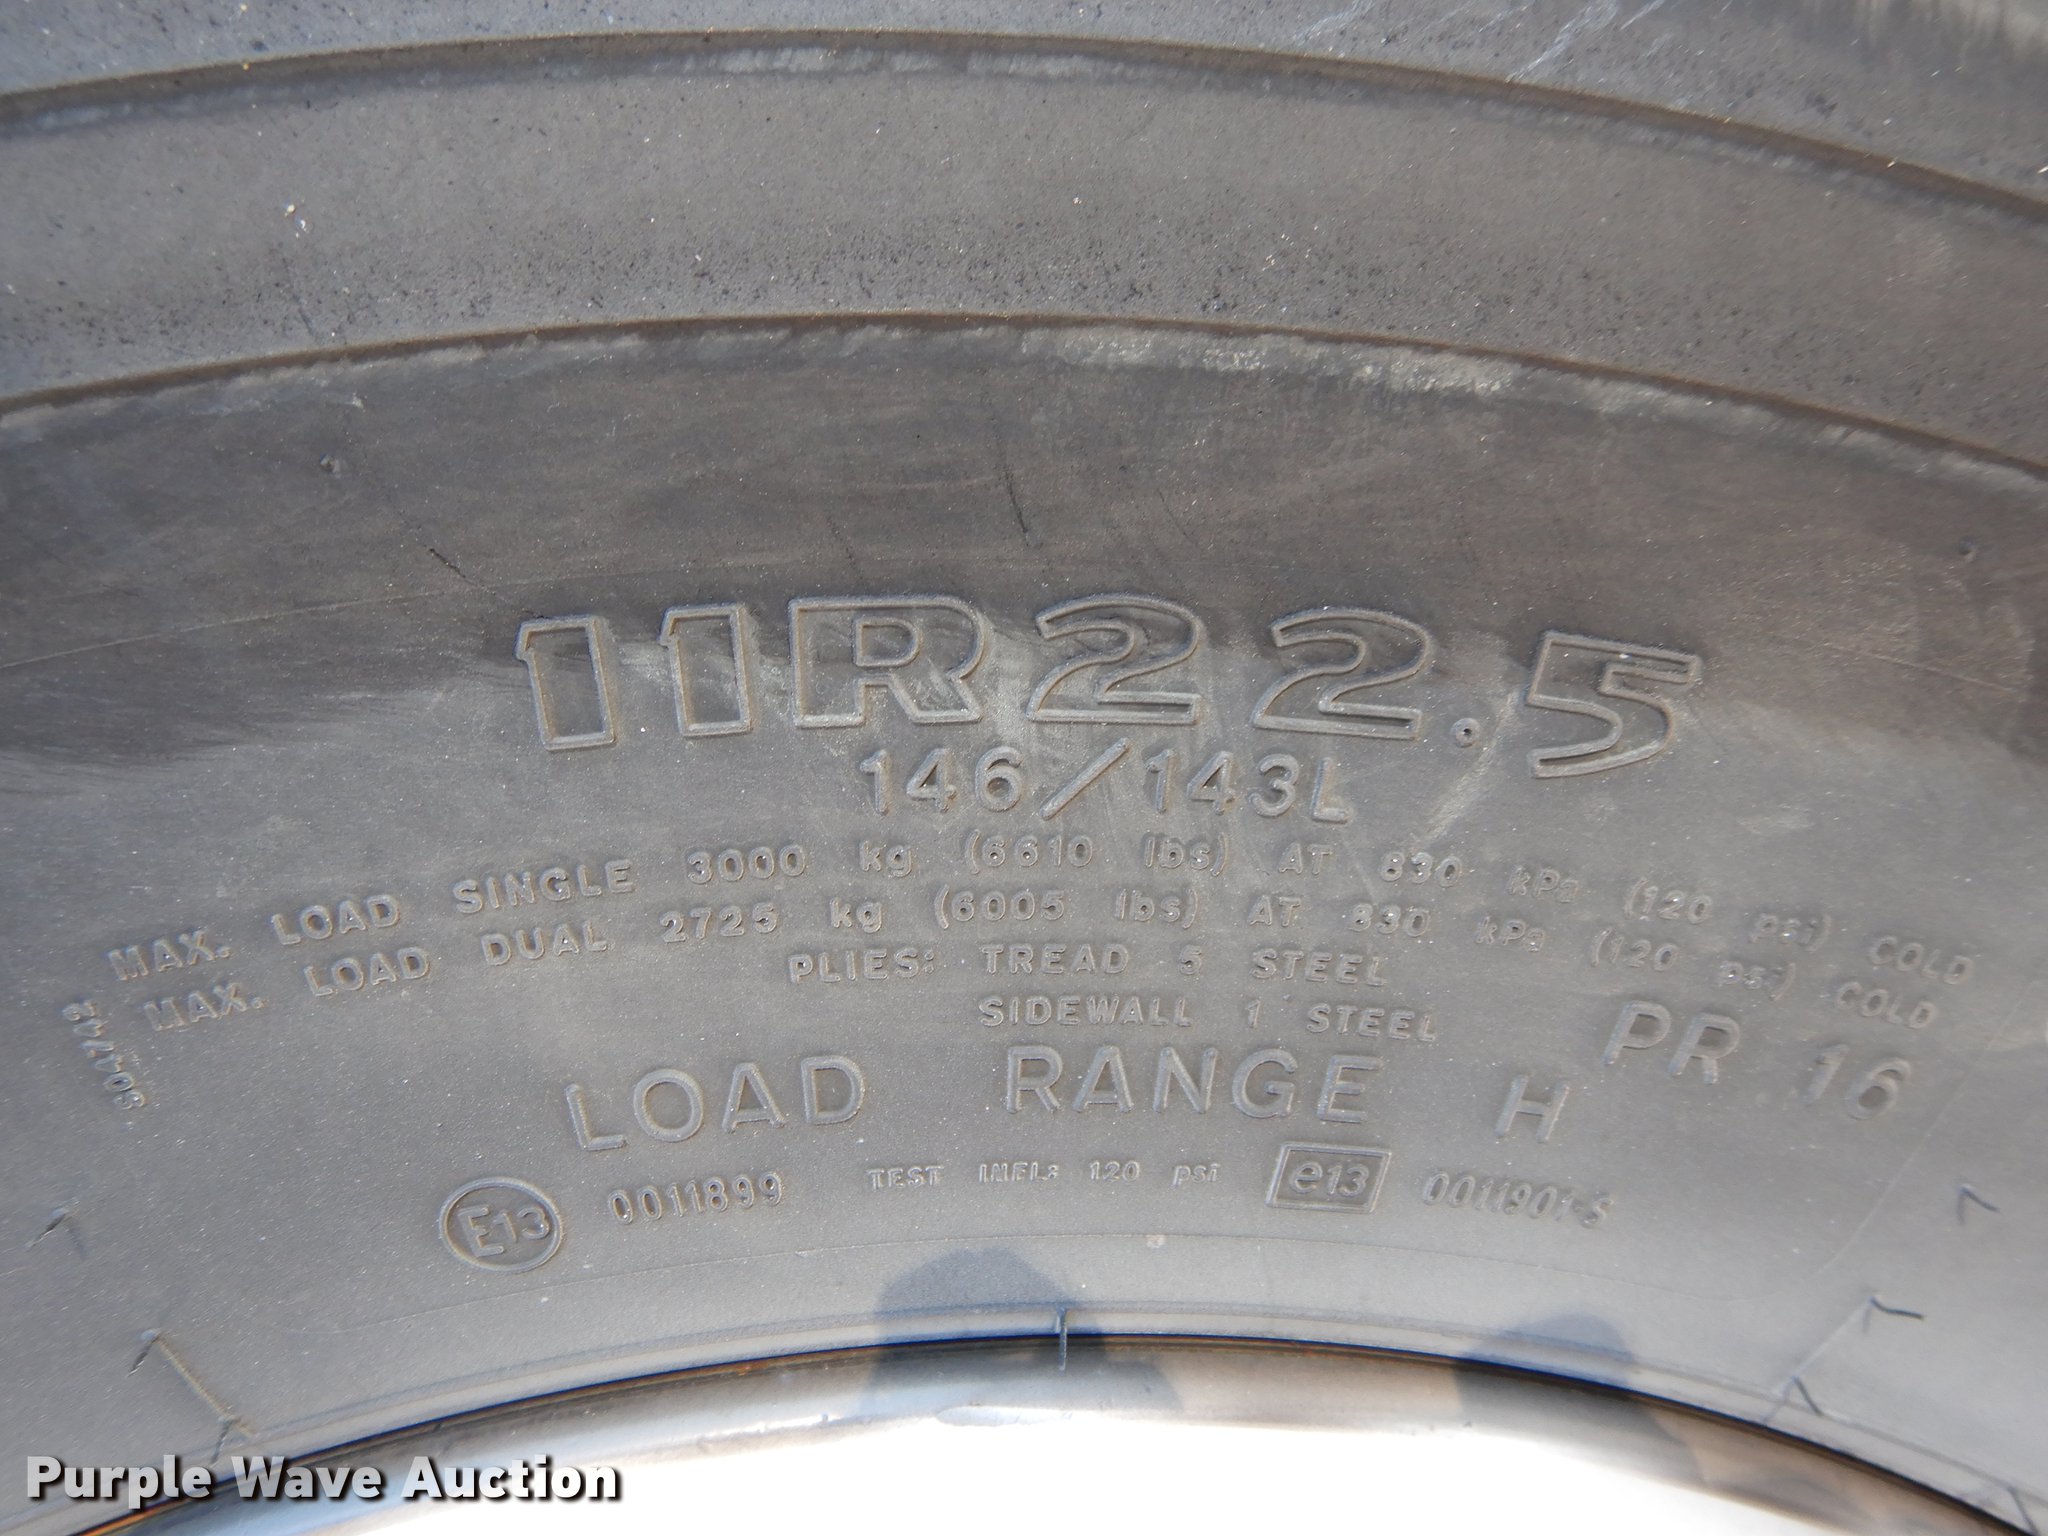 11R22.5
146/143L
MAX. LOAD SINGLE 3000 kg (6610 lbs) AT 830 kPa (120 psi) COLD
MAX. LOAD DUAL 2725 kg (6005 lbs) AT 830 kPa (120 psi) COLD
PLIES: TREAD 5 STEEL
SIDEWALL 1 STEEL
LOAD RANGE H PR 16
E13 0011899 TEST INFL: 120 psi e13 0011901-S
S04742
Purple Wave Auction